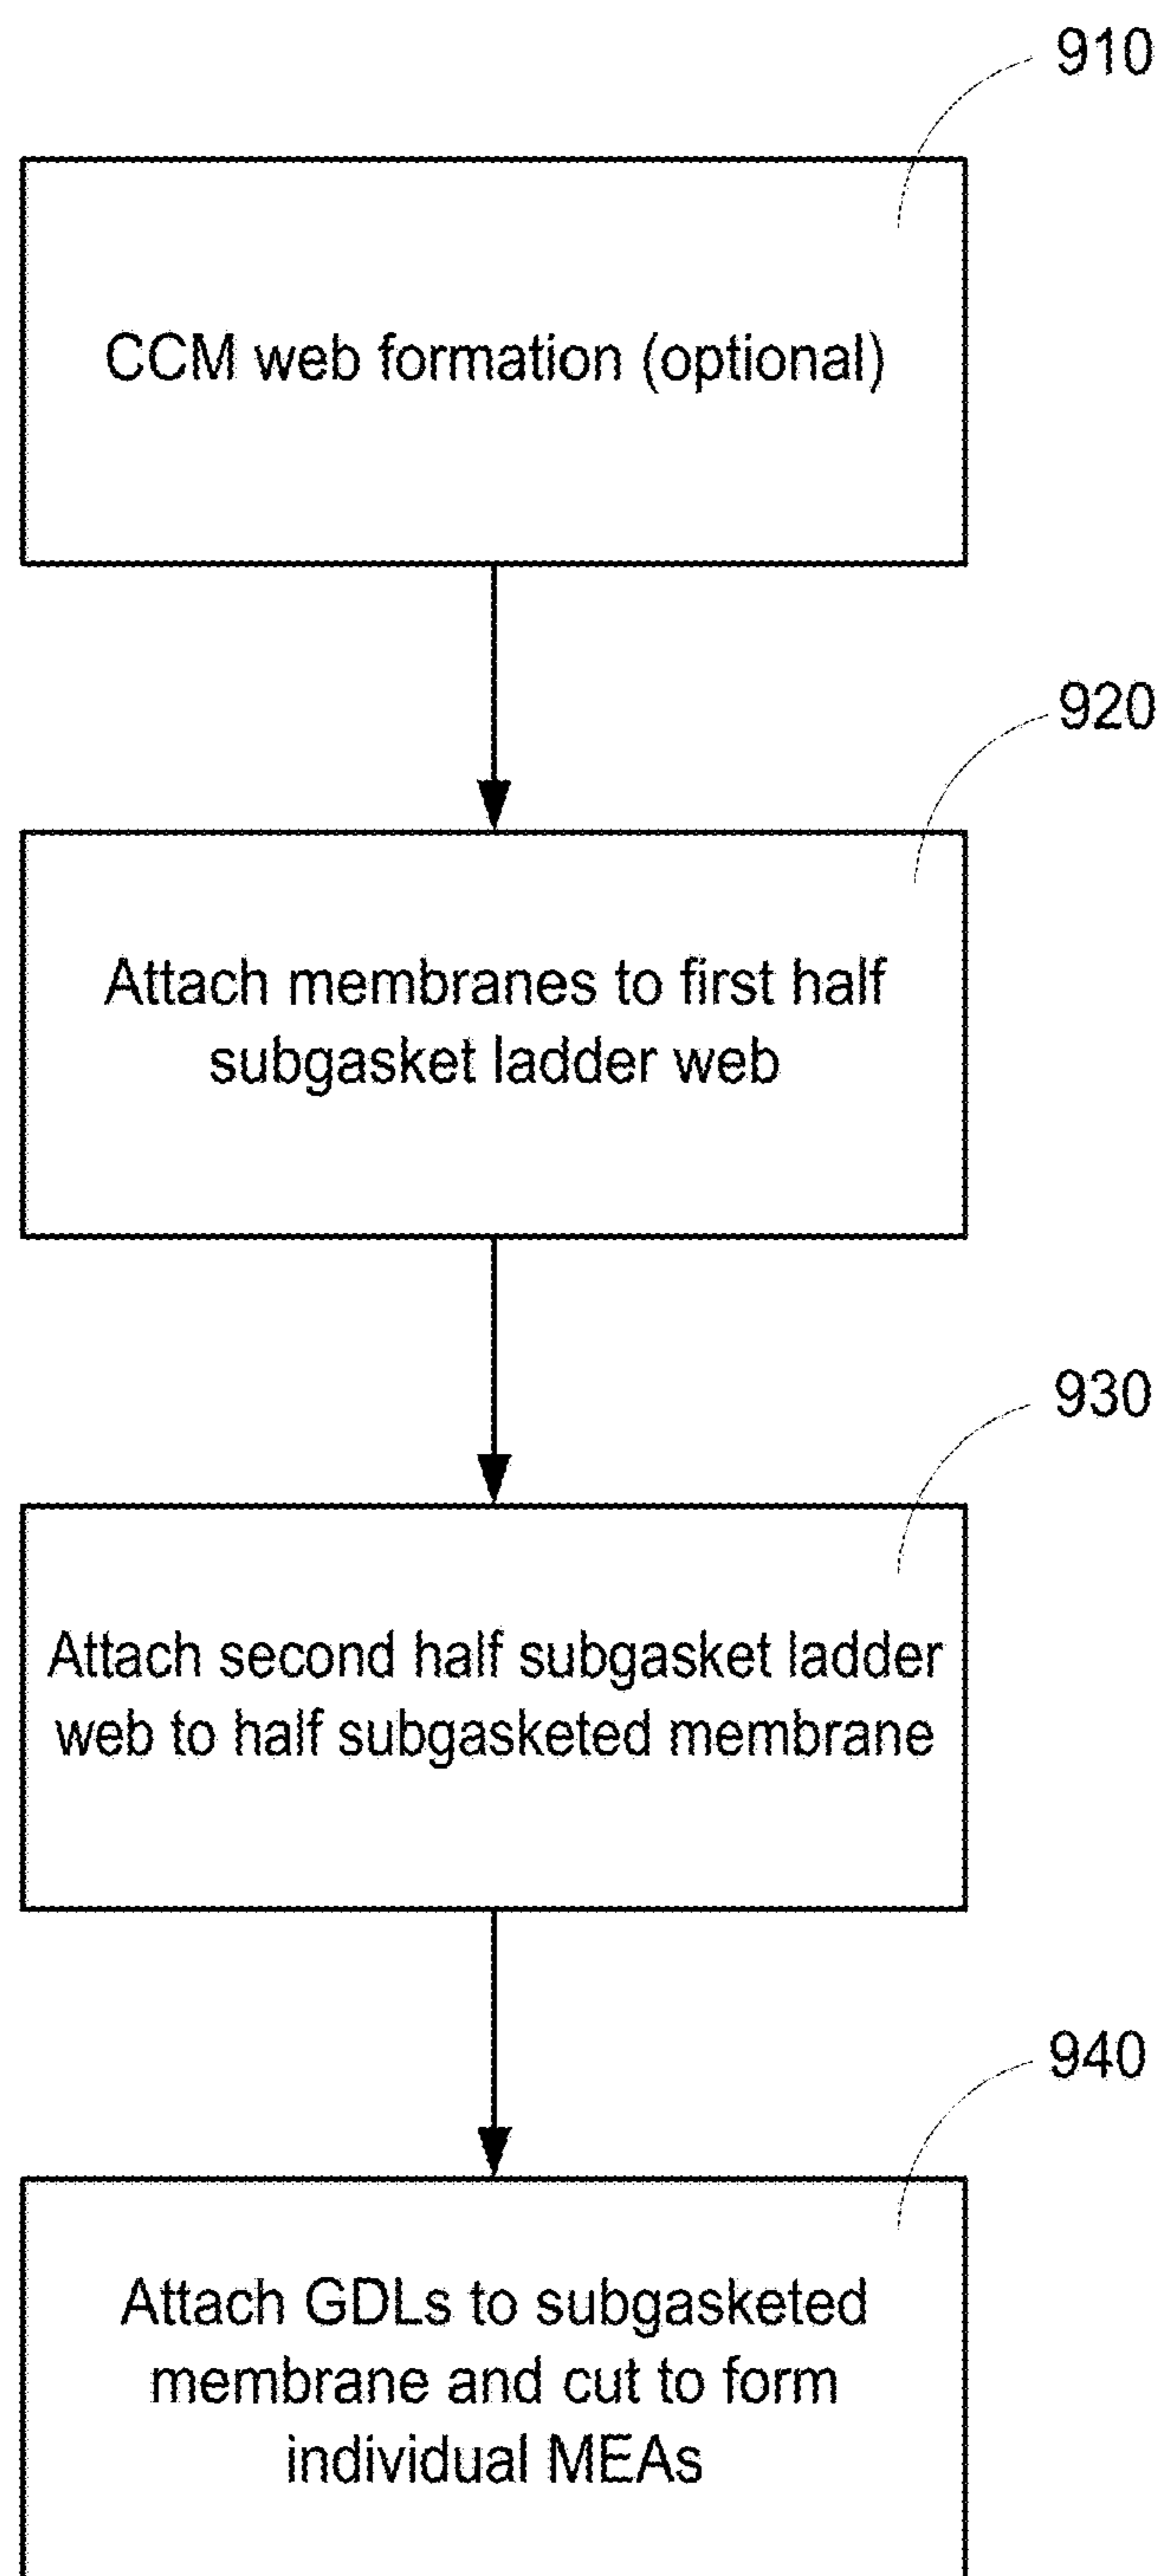 910
CCM web formation (optional)
920
Attach membranes to first half
subgasket ladder web
930
Attach second half subgasket ladder
web to half subgasketed membrane
940
Attach GDLs to subgasketed
membrane and cut to form
individual MEAs